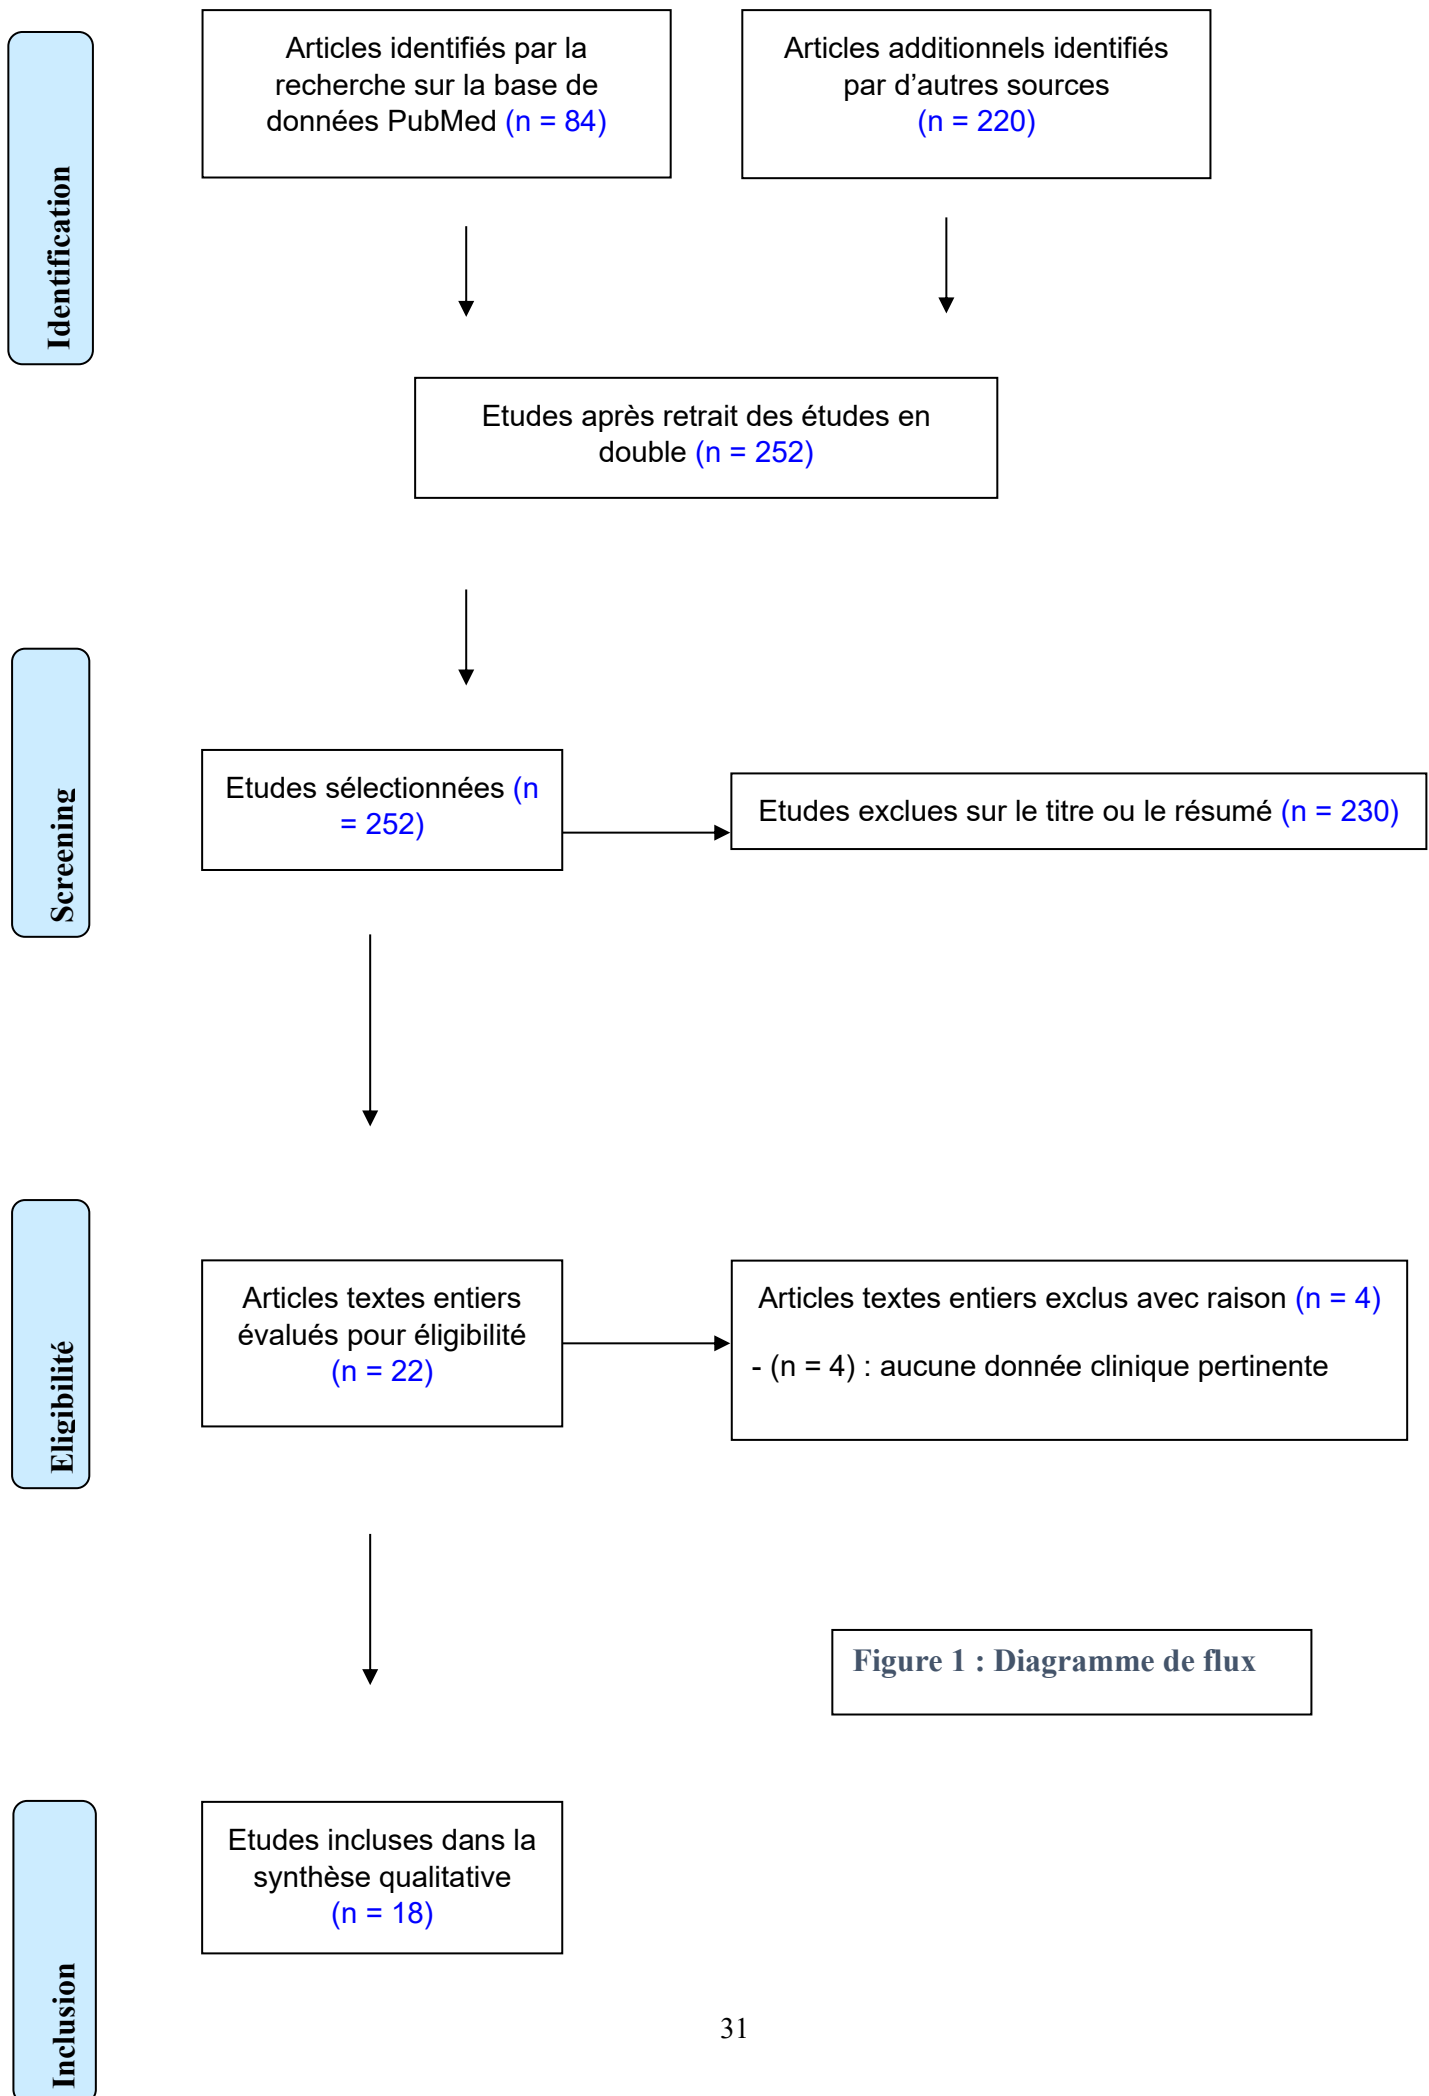 Identification
Articles identifiés par la
recherche sur la base de
données PubMed (n = 84)
Articles additionnels identifiés
par d’autres sources
(n = 220)
Etudes après retrait des études en
double (n = 252)
Screening
Etudes sélectionnées (n
= 252)
Etudes exclues sur le titre ou le résumé (n = 230)
Eligibilité
Articles textes entiers
évalués pour éligibilité
(n = 22)
Articles textes entiers exclus avec raison (n = 4)
- (n = 4) : aucune donnée clinique pertinente
Figure 1 : Diagramme de flux
Inclusion
Etudes incluses dans la
synthèse qualitative
(n = 18)
31